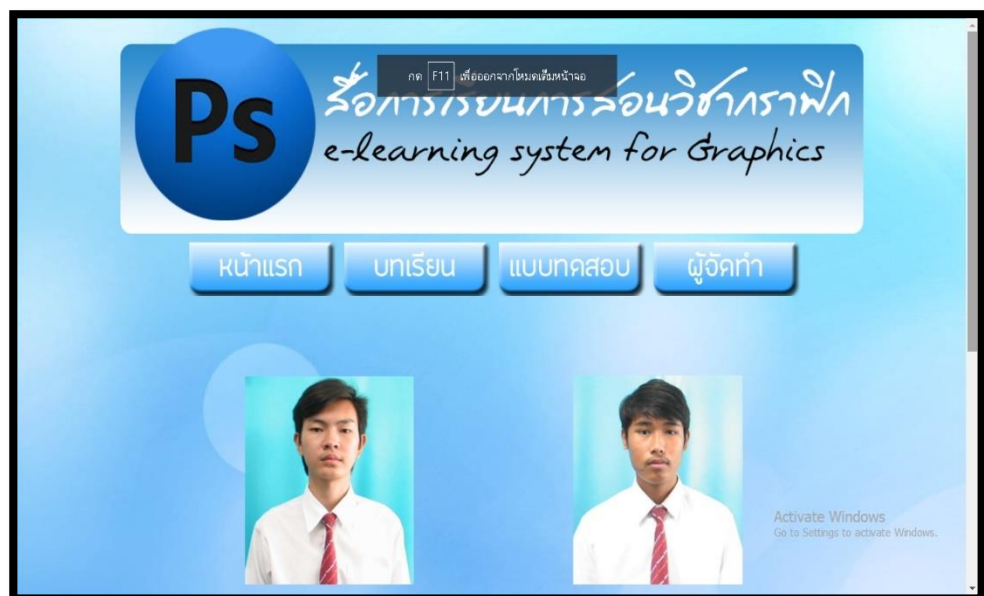 Ps
กด F11 เพื่อออกจากโหมดเต็มหน้าจอ
สื่อการเรียนการสอนวิชากราฟิก
e-learning system for Graphics
หน้าแรก
บทเรียน
แบบทดสอบ
ผู้จัดทำ
Activate Windows
Go to Settings to activate Windows.